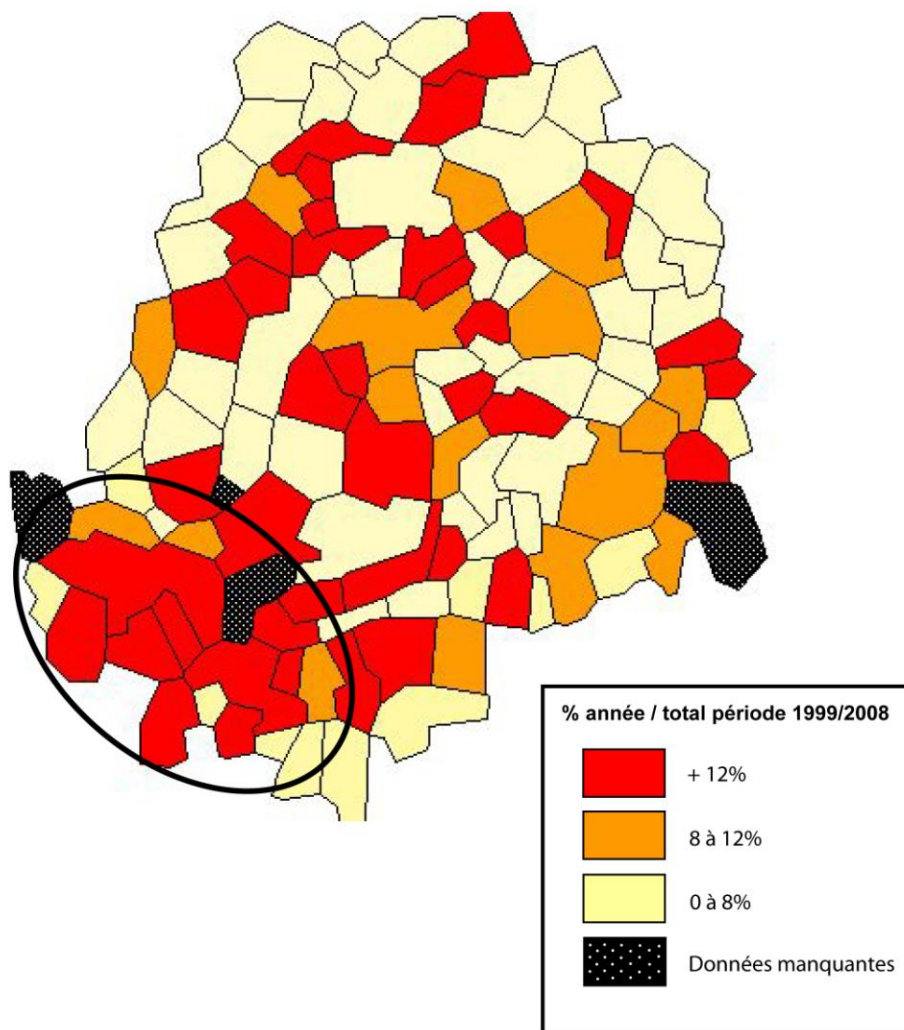 % année / total période 1999/2008
+ 12%
8 à 12%
0 à 8%
Données manquantes